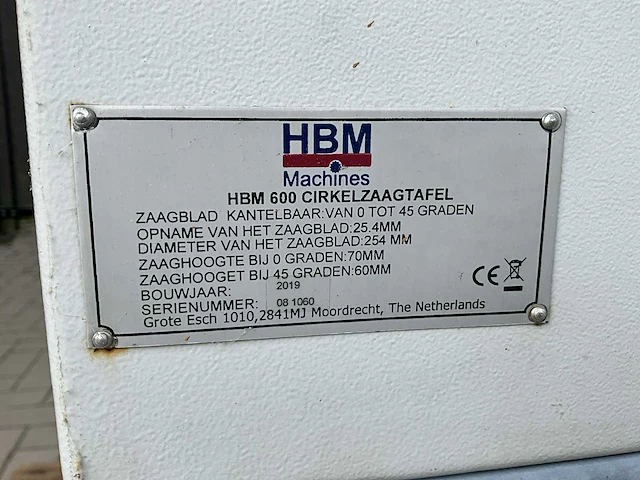 HBM
Machines
HBM 600 CIRKELZAAGTAFEL
ZAAGBLAD KANTELBAAR:VAN 0 TOT 45 GRADEN
OPNAME VAN HET ZAAGBLAD:25.4MM
DIAMETER VAN HET ZAAGBLAD:254 MM
ZAAGHOOGTE BIJ 0 GRADEN:70MM
ZAAGHOOGET BIJ 45 GRADEN:60MM
BOUWJAAR: 2019
SERIENUMMER: 08 1060
Grote Esch 1010,2841MJ Moordrecht, The Netherlands
CE